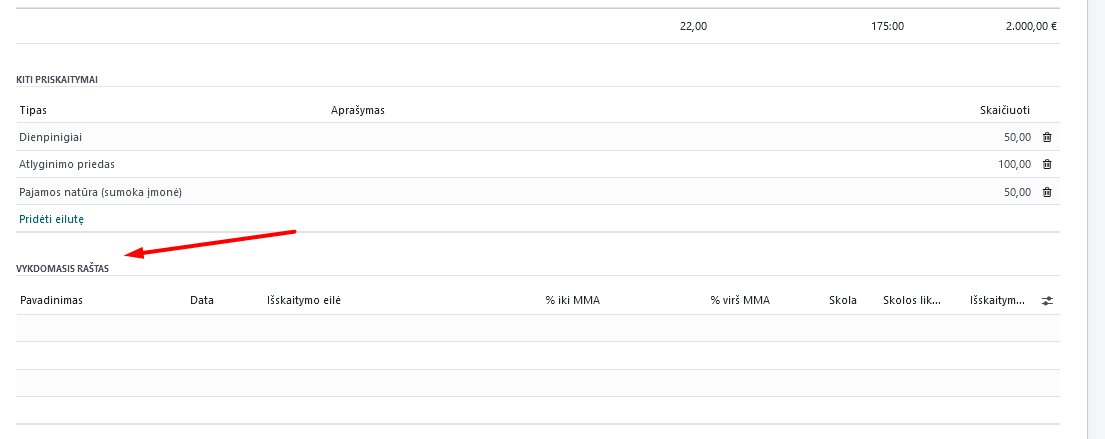 22,00 175:00 2.000,00 €
KITI PRISKAITYMAI
Tipas Aprašymas Skaičiuoti
Dienpinigiai 50,00
Atlyginimo priedas 100,00
Pajamos natūra (sumoka įmonė) 50,00
Pridėti eilutę
VYKDOMASIS RAŠTAS
Pavadinimas Data Išskaitymo eilė % iki MMA % virš MMA Skola Skolos lik... Išskaitym...